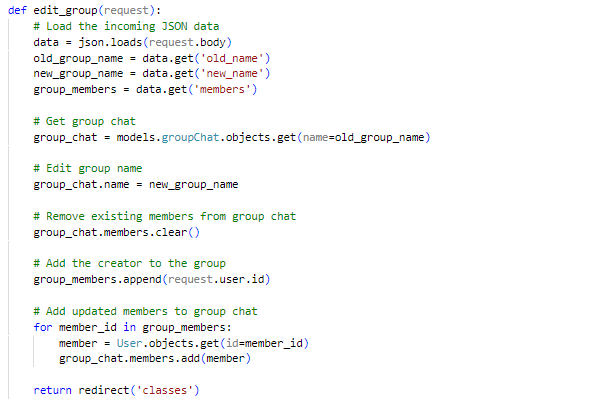 def edit_group(request):
    # Load the incoming JSON data
    data = json.loads(request.body)
    old_group_name = data.get('old_name')
    new_group_name = data.get('new_name')
    group_members = data.get('members')

    # Get group chat
    group_chat = models.groupChat.objects.get(name=old_group_name)

    # Edit group name
    group_chat.name = new_group_name

    # Remove existing members from group chat
    group_chat.members.clear()

    # Add the creator to the group
    group_members.append(request.user.id)

    # Add updated members to group chat
    for member_id in group_members:
        member = User.objects.get(id=member_id)
        group_chat.members.add(member)

    return redirect('classes')